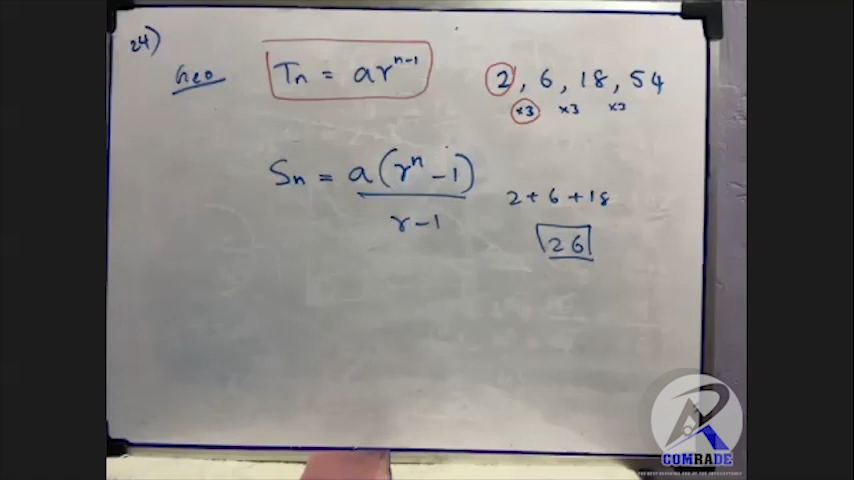 24)
Geo
Tn = ar^{n-1}
2, 6, 18, 54
×3 ×3 ×3
Sn = a(r^n - 1)
r - 1
2 + 6 + 18
26
COMRADE